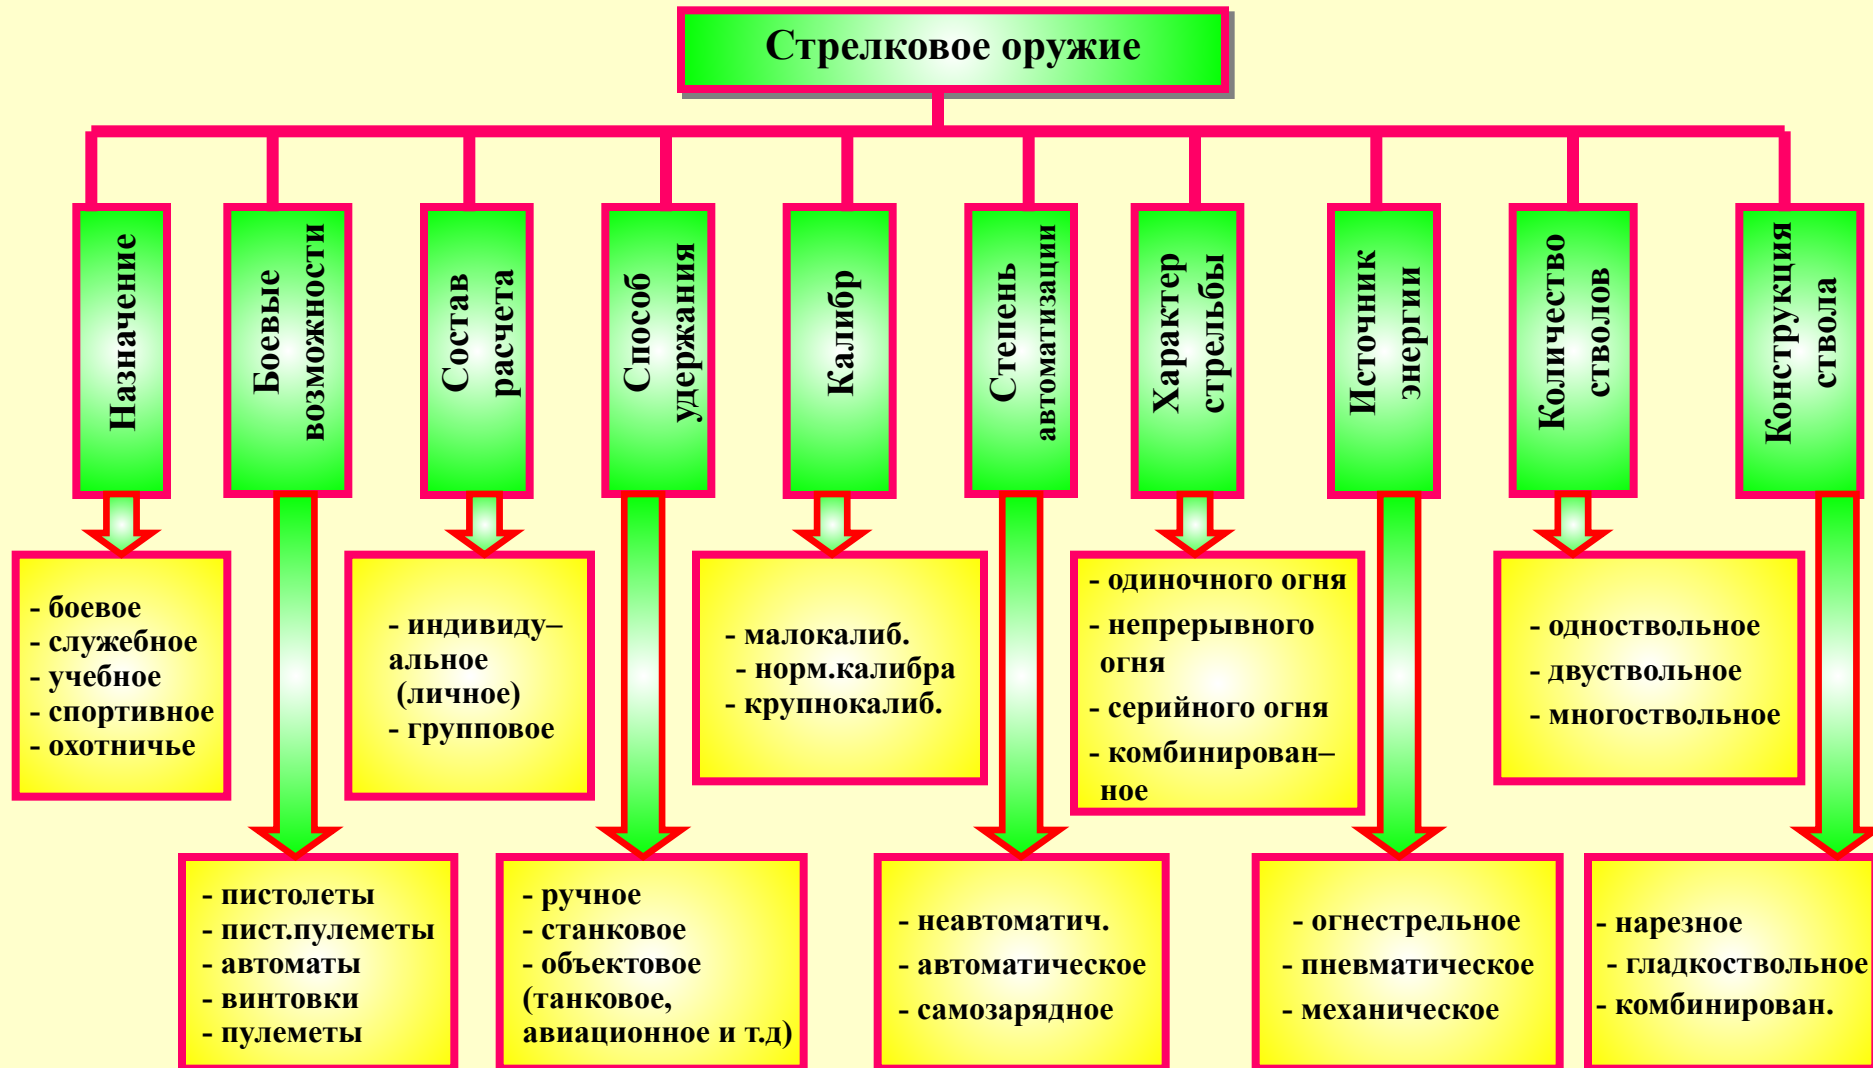 Стрелковое оружие
Назначение
Боевые
возможности
Состав
расчета
Способ
удержания
Калибр
Степень
автоматизации
Характер
стрельбы
Источник
энергии
Количество
стволов
Конструкция
ствола
- боевое
- служебное
- учебное
- спортивное
- охотничье
- индивиду–
альное
(личное)
- групповое
- малокалиб.
- норм.калибра
- крупнокалиб.
- одиночного огня
- непрерывного
огня
- серийного огня
- комбинирован–
ное
- одноствольное
- двуствольное
- многоствольное
- пистолеты
- пист.пулеметы
- автоматы
- винтовки
- пулеметы
- ручное
- станковое
- объектовое
(танковое,
авиационное и т.д)
- неавтоматич.
- автоматическое
- самозарядное
- огнестрельное
- пневматическое
- механическое
- нарезное
- гладкоствольное
- комбинирован.